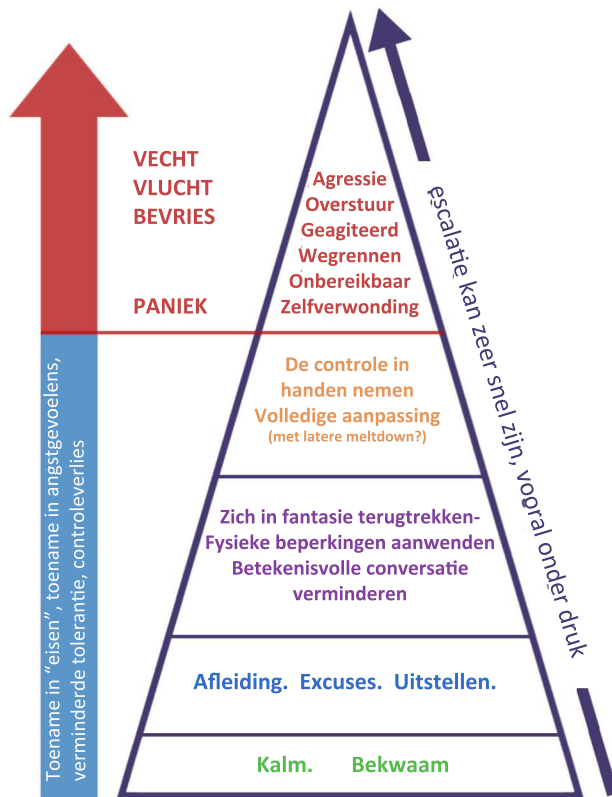 VECHT
VLUCHT
BEVRIES
PANIEK
Agressie
Overstuur
Geagiteerd
Wegrennen
Onbereikbaar
Zelfverwonding
De controle in
handen nemen
Volledige aanpassing
(met latere meltdown?)
Zich in fantasie terugtrekken-
Fysieke beperkingen aanwenden
Betekenisvolle conversatie
verminderen
Afleiding. Excuses. Uitstellen.
Kalm. Bekwaam
Toename in “eisen”, toename in angstgevoelens,
verminderde tolerantie, controleverlies
escalatie kan zeer snel zijn, vooral onder druk